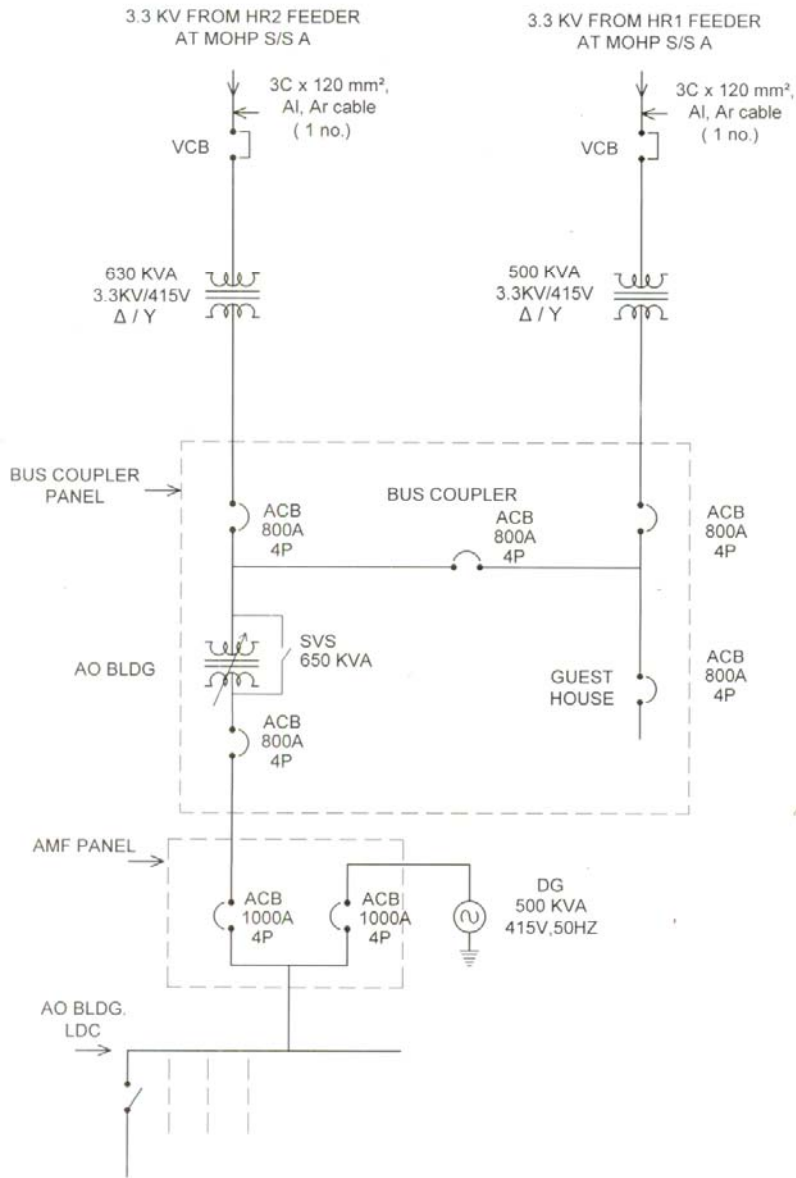 3.3 KV FROM HR2 FEEDER
AT MOHP S/S A
3.3 KV FROM HR1 FEEDER
AT MOHP S/S A
3C x 120 mm²,
Al, Ar cable
( 1 no.)
VCB
3C x 120 mm²,
Al, Ar cable
( 1 no.)
VCB
630 KVA
3.3KV/415V
Δ / Y
500 KVA
3.3KV/415V
Δ / Y
BUS COUPLER
PANEL
ACB
800A
4P
BUS COUPLER
ACB
800A
4P
ACB
800A
4P
AO BLDG
SVS
650 KVA
GUEST
HOUSE
ACB
800A
4P
ACB
800A
4P
AMF PANEL
ACB
1000A
4P
ACB
1000A
4P
DG
500 KVA
415V,50HZ
AO BLDG.
LDC